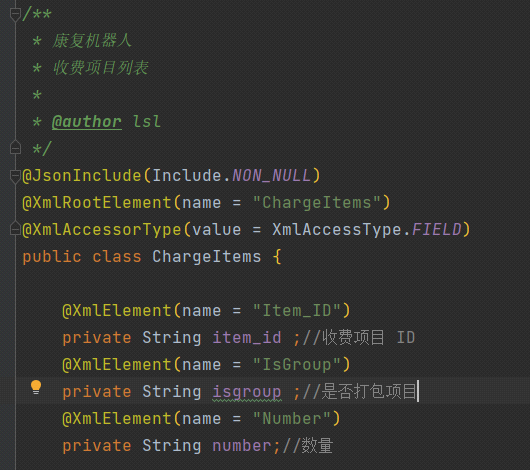 /**
* 康复机器人
* 收费项目列表
*
* @author lsl
*/
@JsonInclude(Include.NON_NULL)
@XmlRootElement(name = "ChargeItems")
@XmlAccessorType(value = XmlAccessType.FIELD)
public class ChargeItems {
@XmlElement(name = "Item_ID")
private String item_id ;//收费项目 ID
@XmlElement(name = "IsGroup")
private String isgroup ;//是否打包项目
@XmlElement(name = "Number")
private String number;//数量